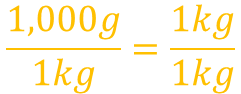 1,000g / 1kg = 1kg / 1kg